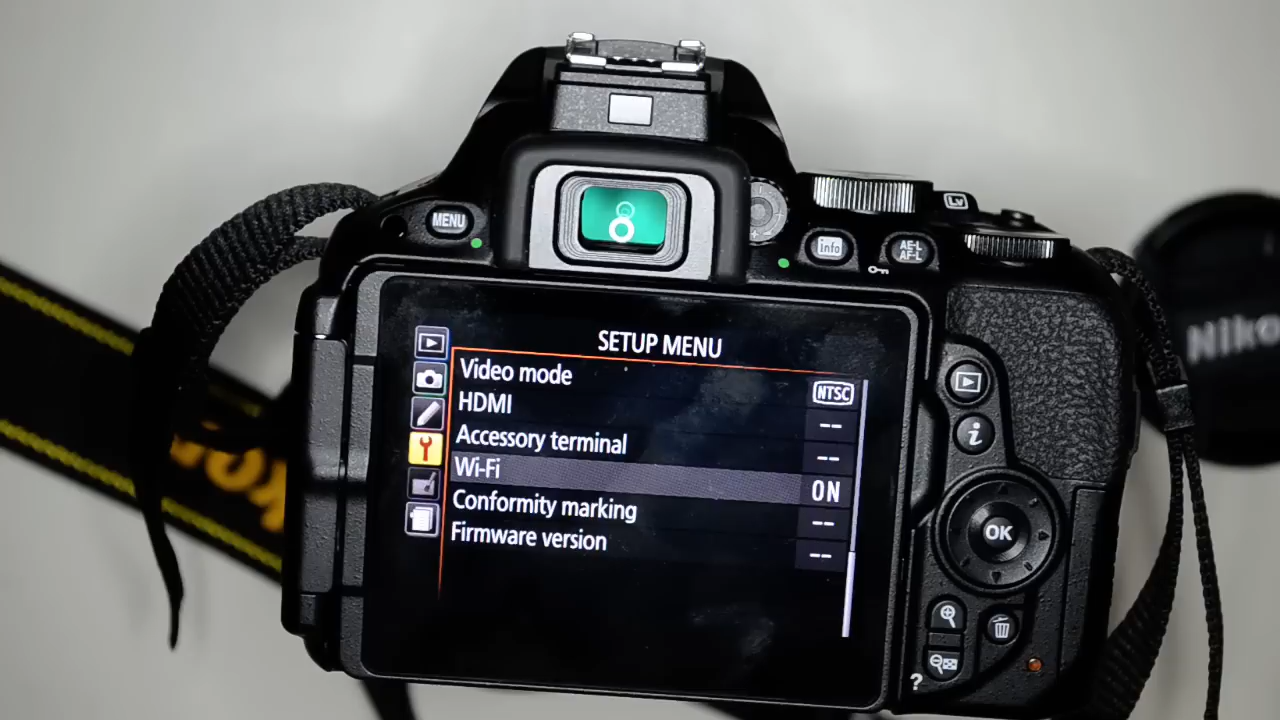 MENU
Lv
info
AE-L
AF-L
SETUP MENU
Video mode NTSC
HDMI --
Accessory terminal --
Wi-Fi ON
Conformity marking --
Firmware version --
i
OK
?